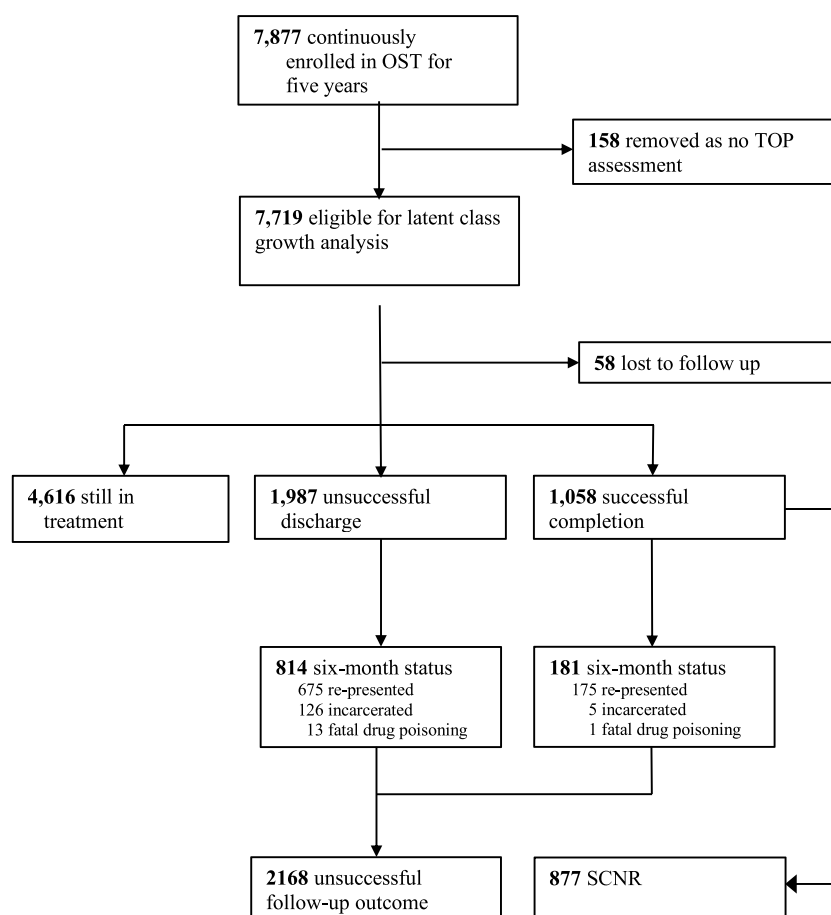 7,877 continuously
enrolled in OST for
five years
158 removed as no TOP
assessment
7,719 eligible for latent class
growth analysis
58 lost to follow up
4,616 still in
treatment
1,987 unsuccessful
discharge
1,058 successful
completion
814 six-month status
675 re-presented
126 incarcerated
13 fatal drug poisoning
181 six-month status
175 re-presented
5 incarcerated
1 fatal drug poisoning
2168 unsuccessful
follow-up outcome
877 SCNR